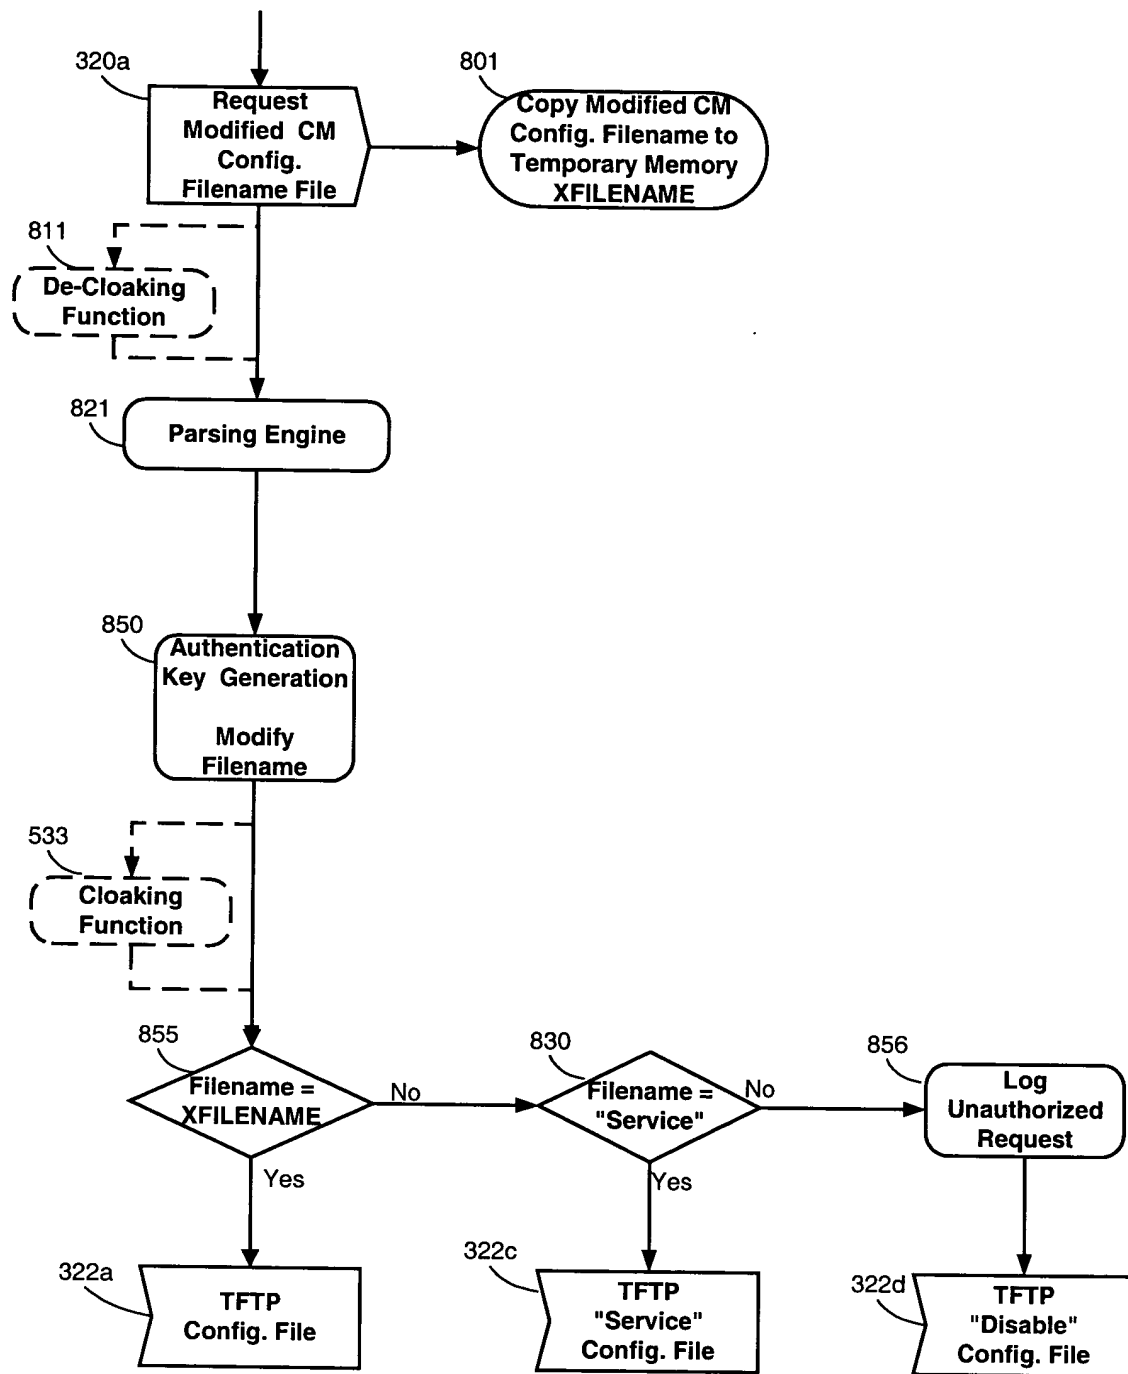 320a
Request
Modified CM
Config.
Filename File
801
Copy Modified CM
Config. Filename to
Temporary Memory
XFILENAME
811
De-Cloaking
Function
821
Parsing Engine
850
Authentication
Key Generation
Modify
Filename
533
Cloaking
Function
855
Filename =
XFILENAME
No
Yes
830
Filename =
"Service"
No
Yes
856
Log
Unauthorized
Request
322a
TFTP
Config. File
322c
TFTP
"Service"
Config. File
322d
TFTP
"Disable"
Config. File